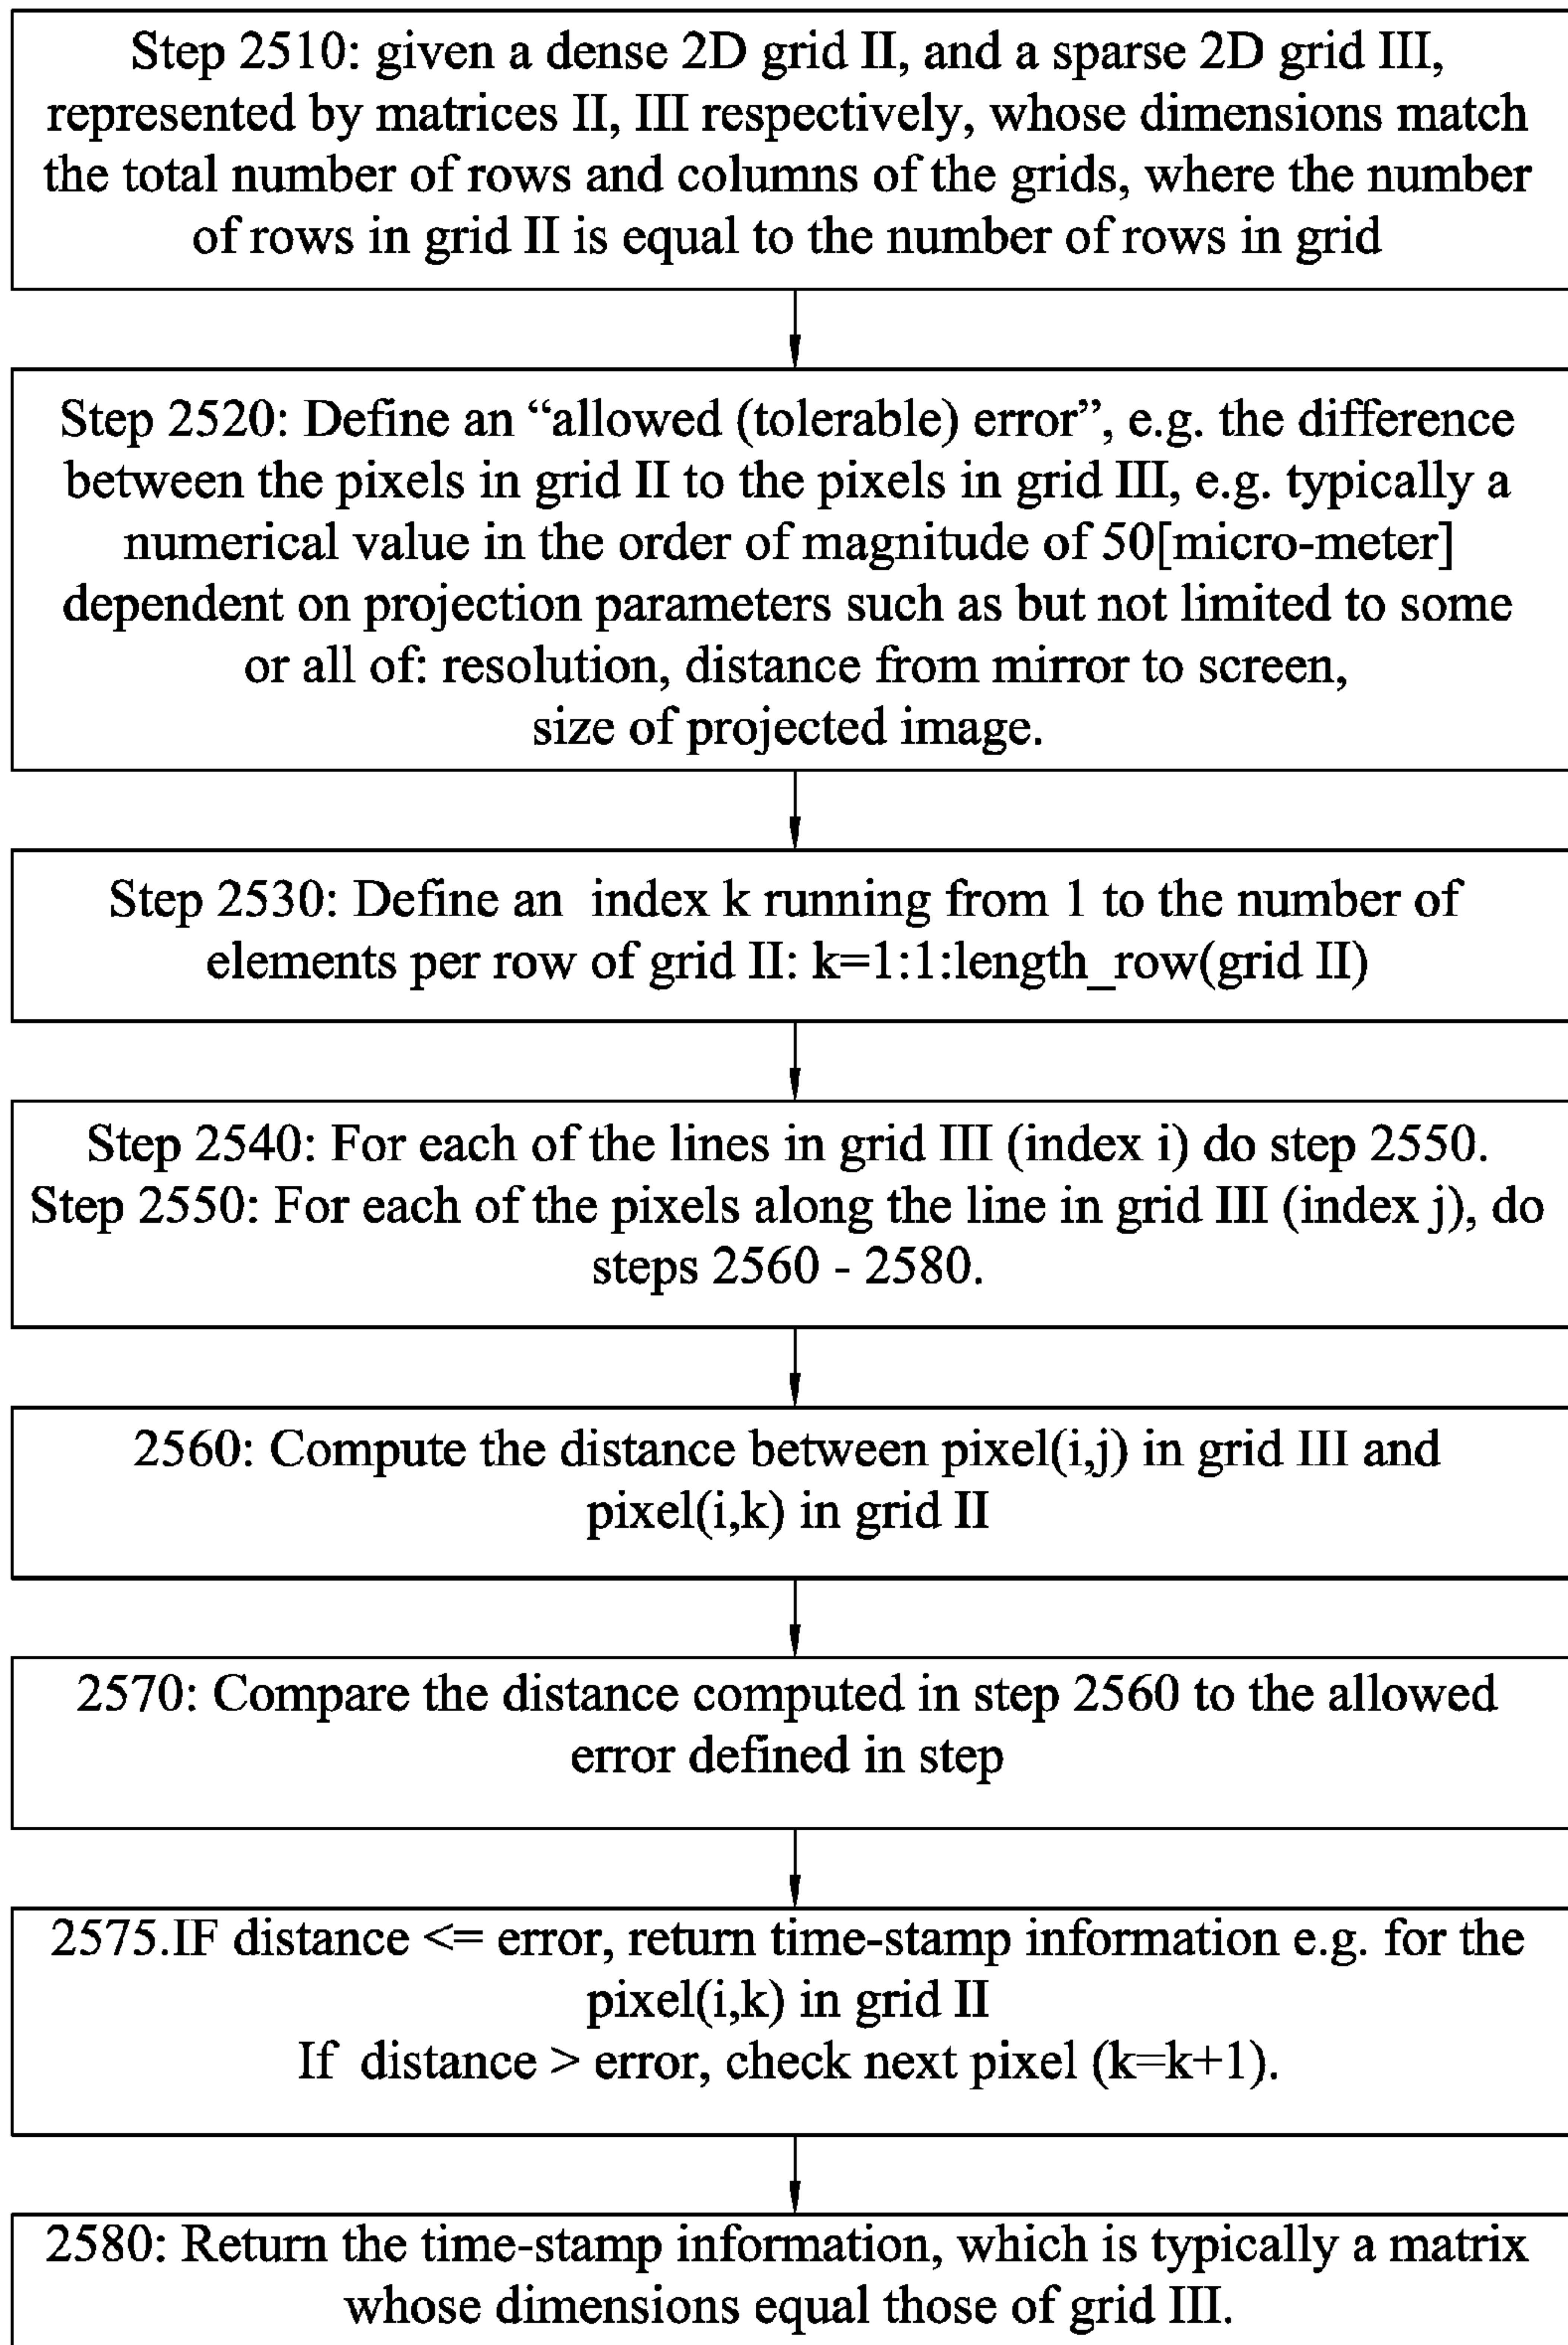 Step 2510: given a dense 2D grid II, and a sparse 2D grid III,
represented by matrices II, III respectively, whose dimensions match
the total number of rows and columns of the grids, where the number
of rows in grid II is equal to the number of rows in grid
Step 2520: Define an “allowed (tolerable) error”, e.g. the difference
between the pixels in grid II to the pixels in grid III, e.g. typically a
numerical value in the order of magnitude of 50[micro-meter]
dependent on projection parameters such as but not limited to some
or all of: resolution, distance from mirror to screen,
size of projected image.
Step 2530: Define an  index k running from 1 to the number of
elements per row of grid II: k=1:1:length_row(grid II)
Step 2540: For each of the lines in grid III (index i) do step 2550.
Step 2550: For each of the pixels along the line in grid III (index j), do
steps 2560 - 2580.
2560: Compute the distance between pixel(i,j) in grid III and
pixel(i,k) in grid II
2570: Compare the distance computed in step 2560 to the allowed
error defined in step
2575.IF distance <= error, return time-stamp information e.g. for the
pixel(i,k) in grid II
If  distance > error, check next pixel (k=k+1).
2580: Return the time-stamp information, which is typically a matrix
whose dimensions equal those of grid III.